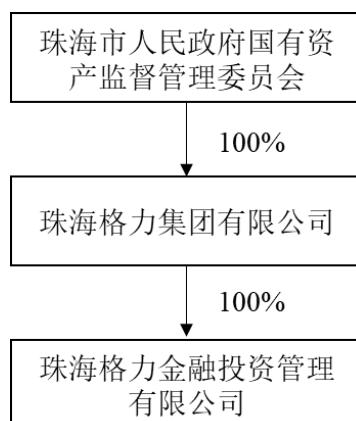 珠海市人民政府国有资
产监督管理委员会
100%
珠海格力集团有限公司
100%
珠海格力金融投资管理
有限公司